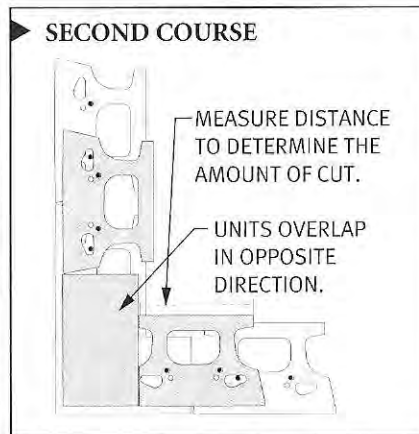 SECOND COURSE
MEASURE DISTANCE
TO DETERMINE THE
AMOUNT OF CUT.
UNITS OVERLAP
IN OPPOSITE
DIRECTION.